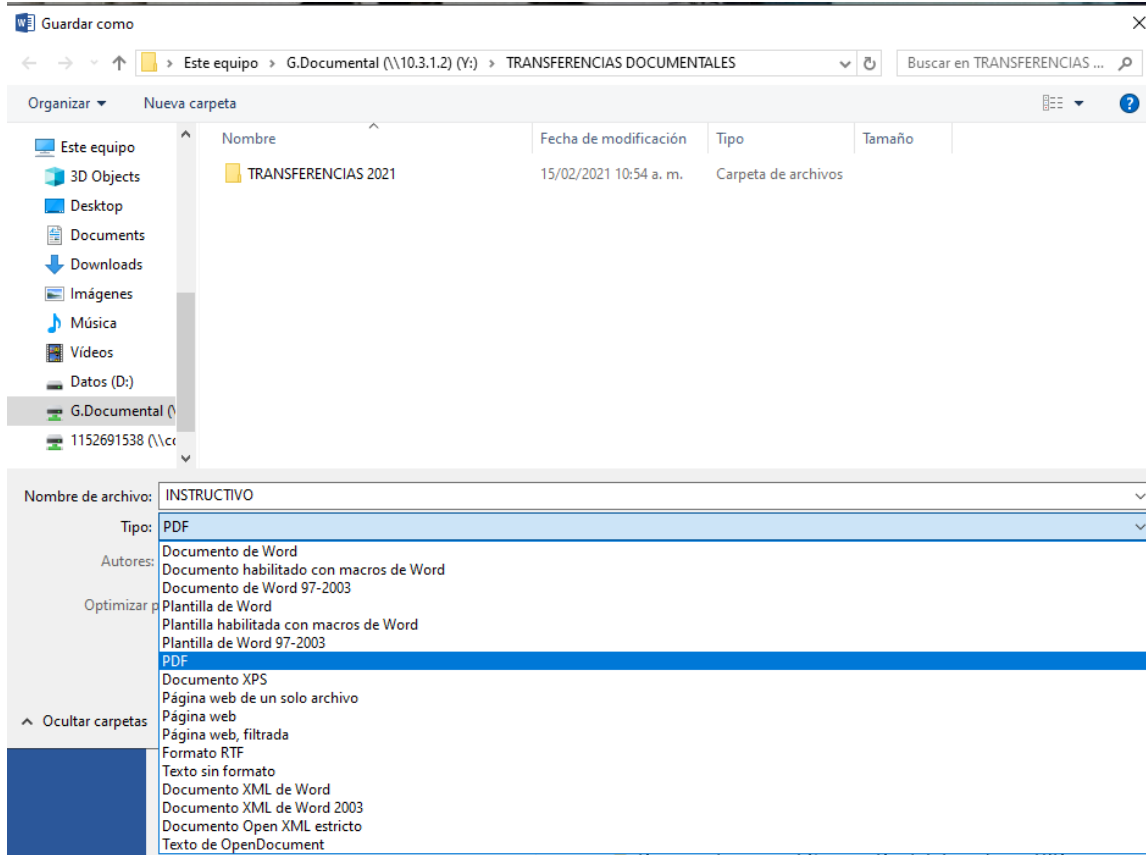 Guardar como
Este equipo > G.Documental (\\10.3.1.2) (Y:) > TRANSFERENCIAS DOCUMENTALES
Buscar en TRANSFERENCIAS ...
Organizar
Nueva carpeta
Nombre
Fecha de modificación
Tipo
Tamaño
TRANSFERENCIAS 2021
15/02/2021 10:54 a. m.
Carpeta de archivos
Este equipo
3D Objects
Desktop
Documents
Downloads
Imágenes
Música
Vídeos
Datos (D:)
G.Documental (\
1152691538 (\\co
Nombre de archivo: INSTRUCTIVO
Tipo: PDF
Autores:
Optimizar p
Documento de Word
Documento habilitado con macros de Word
Documento de Word 97-2003
Plantilla de Word
Plantilla habilitada con macros de Word
Plantilla de Word 97-2003
PDF
Documento XPS
Página web de un solo archivo
Página web
Página web, filtrada
Formato RTF
Texto sin formato
Documento XML de Word
Documento XML de Word 2003
Documento Open XML estricto
Texto de OpenDocument
Ocultar carpetas